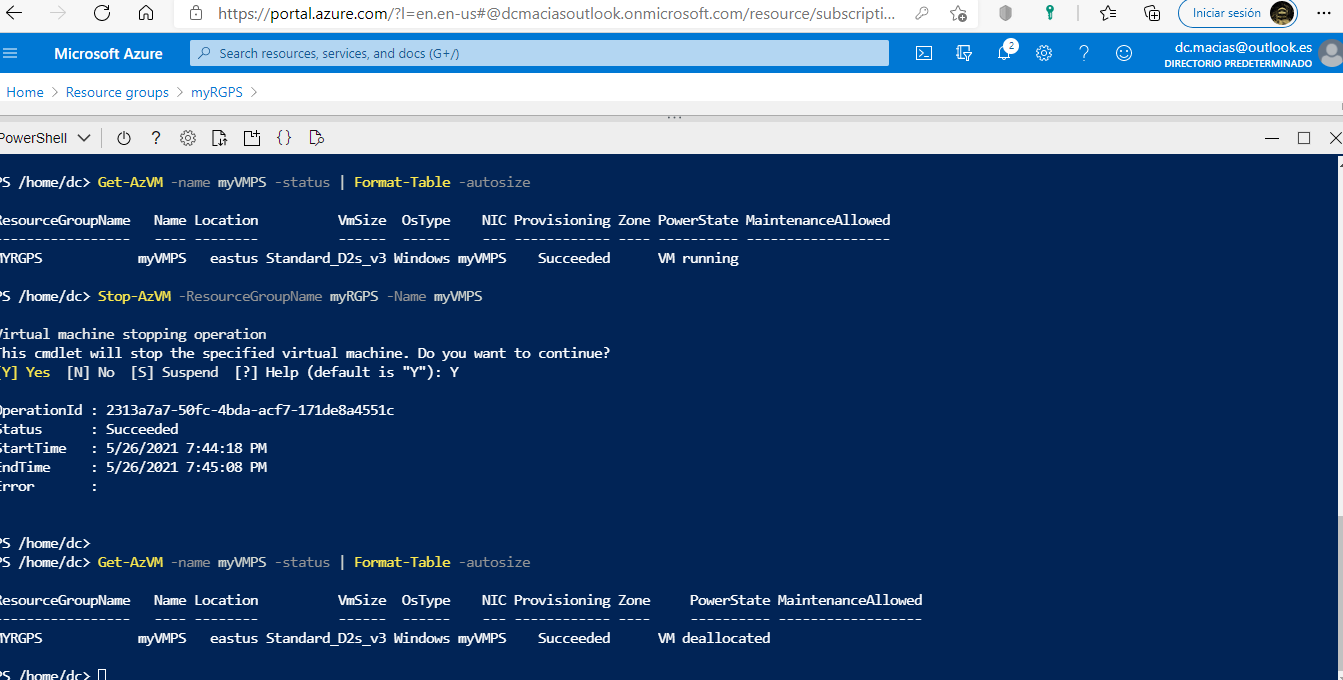 https://portal.azure.com/?l=en.en-us#@dcmaciasoutlook.onmicrosoft.com/resource/subscripti...
Iniciar sesión
Microsoft Azure
Search resources, services, and docs (G+/)
2
dc.macias@outlook.es
DIRECTORIO PREDETERMINADO
Home > Resource groups > myRGPS >
PowerShell
PS /home/dc> Get-AzVM -name myVMPS -status | Format-Table -autosize
ResourceGroupName Name Location VmSize OsType NIC Provisioning Zone PowerState MaintenanceAllowed
----------------- ---- -------- ------ ------ --- ------------ ---- ---------- ------------------
MYRGPS myVMPS eastus Standard_D2s_v3 Windows myVMPS Succeeded VM running
PS /home/dc> Stop-AzVM -ResourceGroupName myRGPS -Name myVMPS
Virtual machine stopping operation
This cmdlet will stop the specified virtual machine. Do you want to continue?
[Y] Yes [N] No [S] Suspend [?] Help (default is "Y"): Y
OperationId : 2313a7a7-50fc-4bda-acf7-171de8a4551c
Status : Succeeded
StartTime : 5/26/2021 7:44:18 PM
EndTime : 5/26/2021 7:45:08 PM
Error :
PS /home/dc>
PS /home/dc> Get-AzVM -name myVMPS -status | Format-Table -autosize
ResourceGroupName Name Location VmSize OsType NIC Provisioning Zone PowerState MaintenanceAllowed
----------------- ---- -------- ------ ------ --- ------------ ---- ---------- ------------------
MYRGPS myVMPS eastus Standard_D2s_v3 Windows myVMPS Succeeded VM deallocated
PS /home/dc>